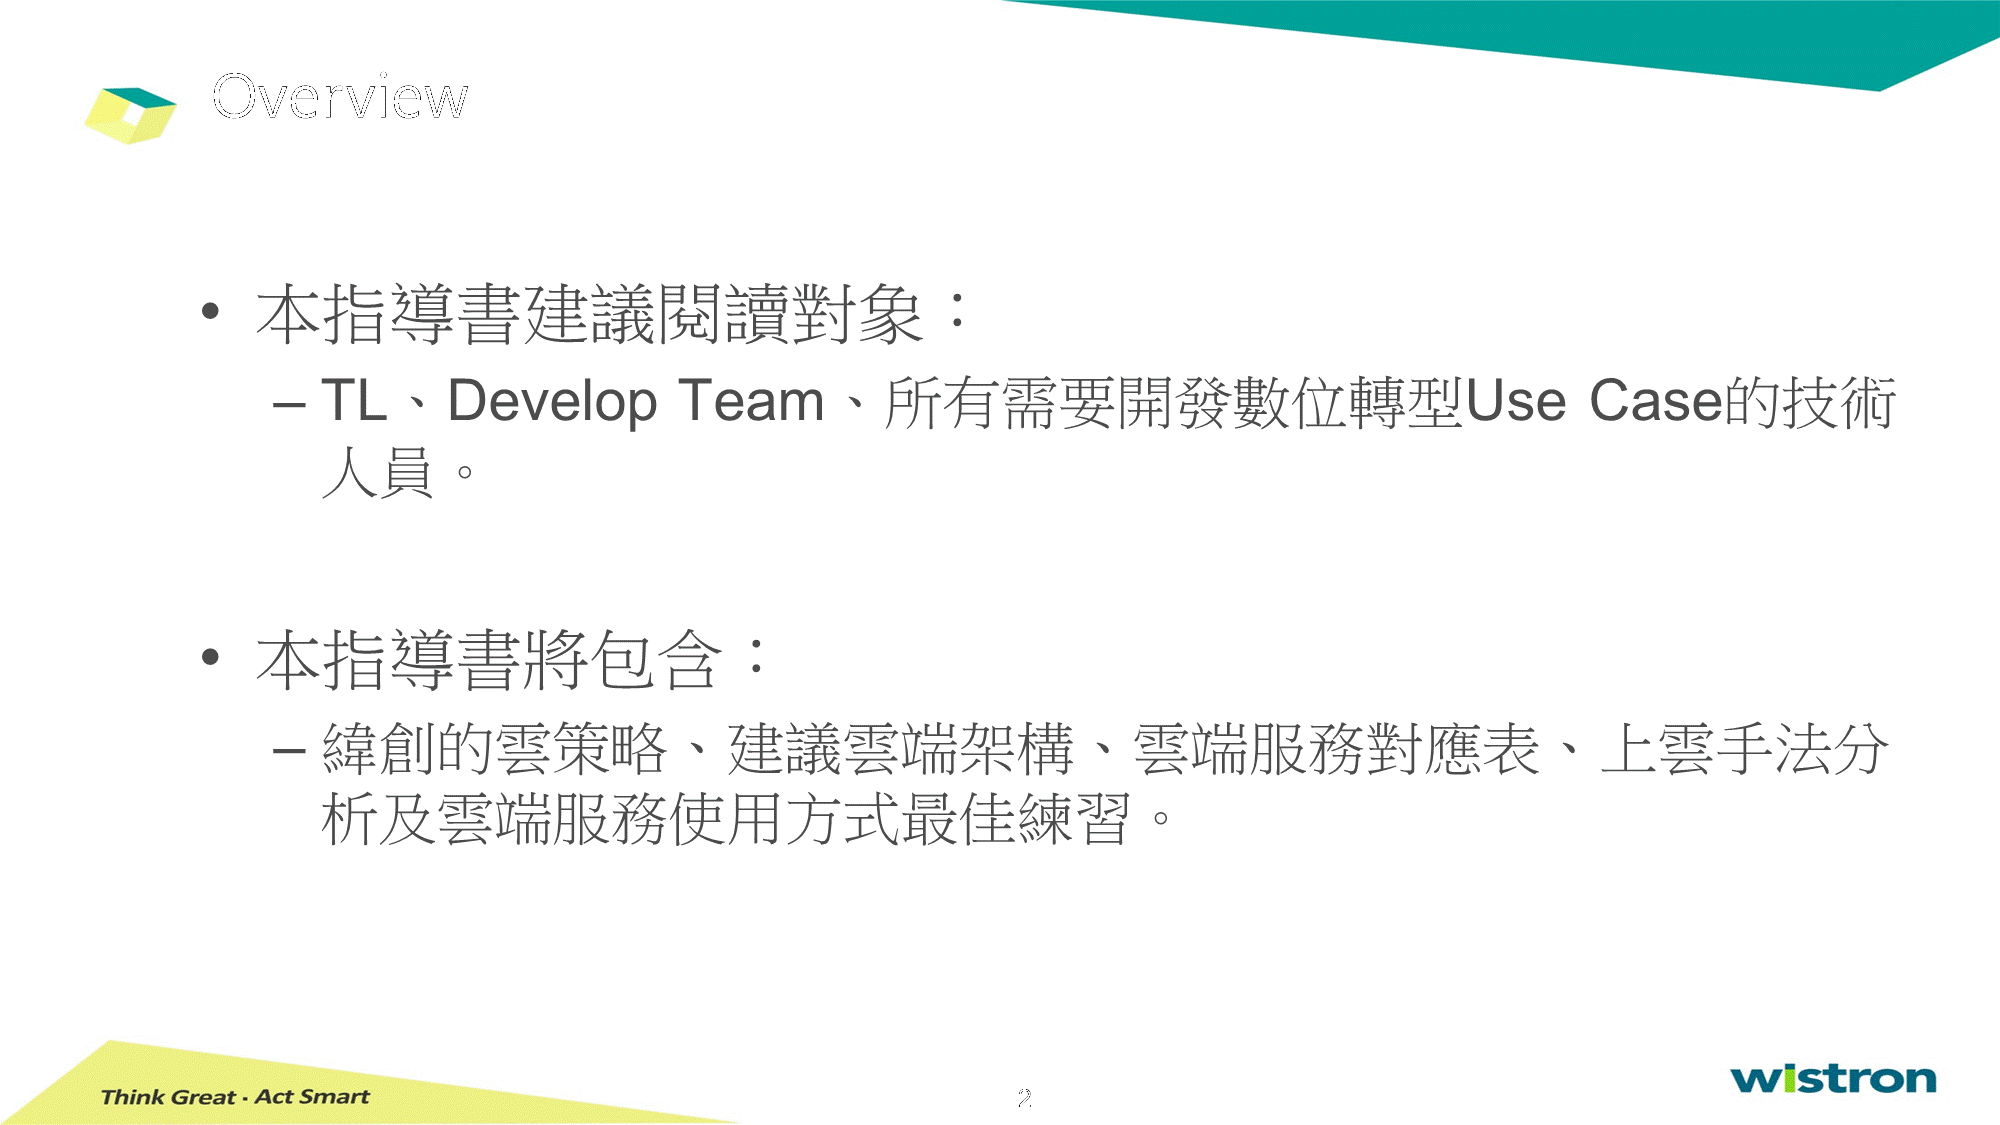 Overview
• 本指導書建議閱讀對象：
– TL、Develop Team、所有需要開發數位轉型Use Case的技術
人員。
• 本指導書將包含：
– 緯創的雲策略、建議雲端架構、雲端服務對應表、上雲手法分
析及雲端服務使用方式最佳練習。
Think Great · Act Smart
2
wistron